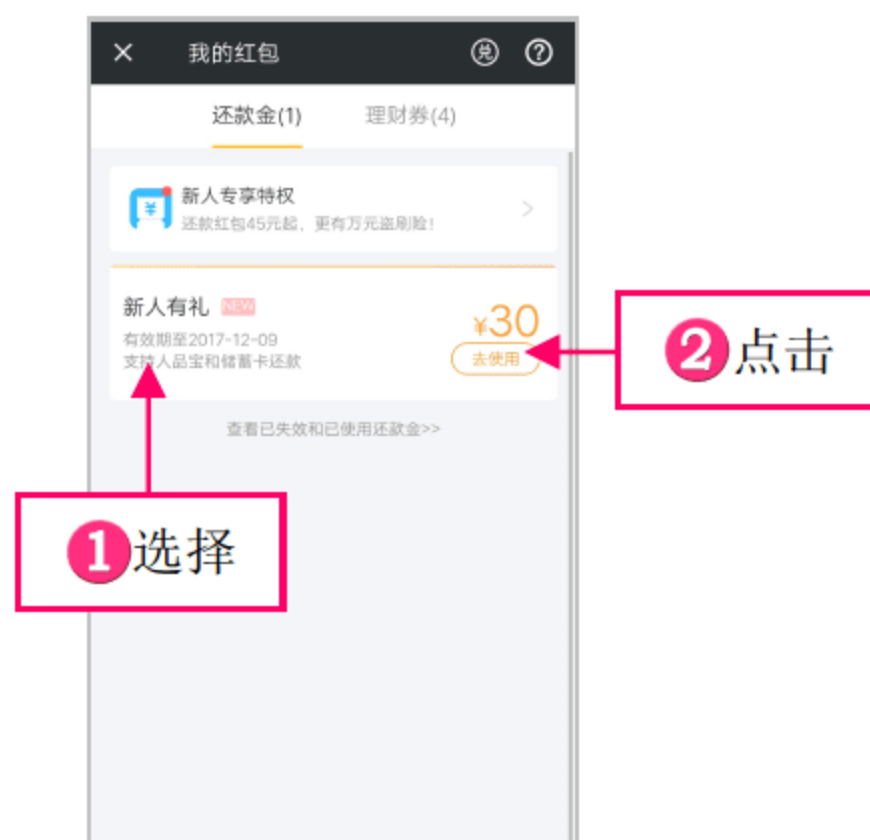 我的红包 兑 ?
还款金(1) 理财券(4)
新人专享特权
还款红包45元起，更有万元盗刷险！
新人有礼 NEW
¥30
有效期至2017-12-09
支持人品宝和储蓄卡还款
去使用
2点击
查看已失效和已使用还款金>>
1选择